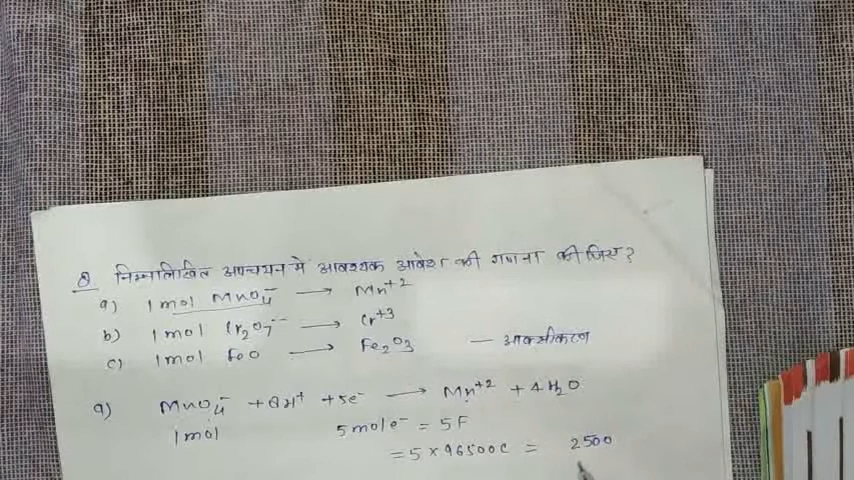 Q निम्नलिखित अपचयन मे आवश्यक आवेश की गणना कीजिए?
a) 1 mol MnO₄⁻ → Mn⁺²
b) 1 mol Cr₂O₇⁻⁻ → Cr⁺³
c) 1 mol FeO → Fe₂O₃ — आक्सीकरण
a) MnO₄⁻ + 8H⁺ + 5e⁻ → Mn⁺² + 4H₂O
1 mol 5 mole⁻ = 5F
= 5 × 96500C = 2500